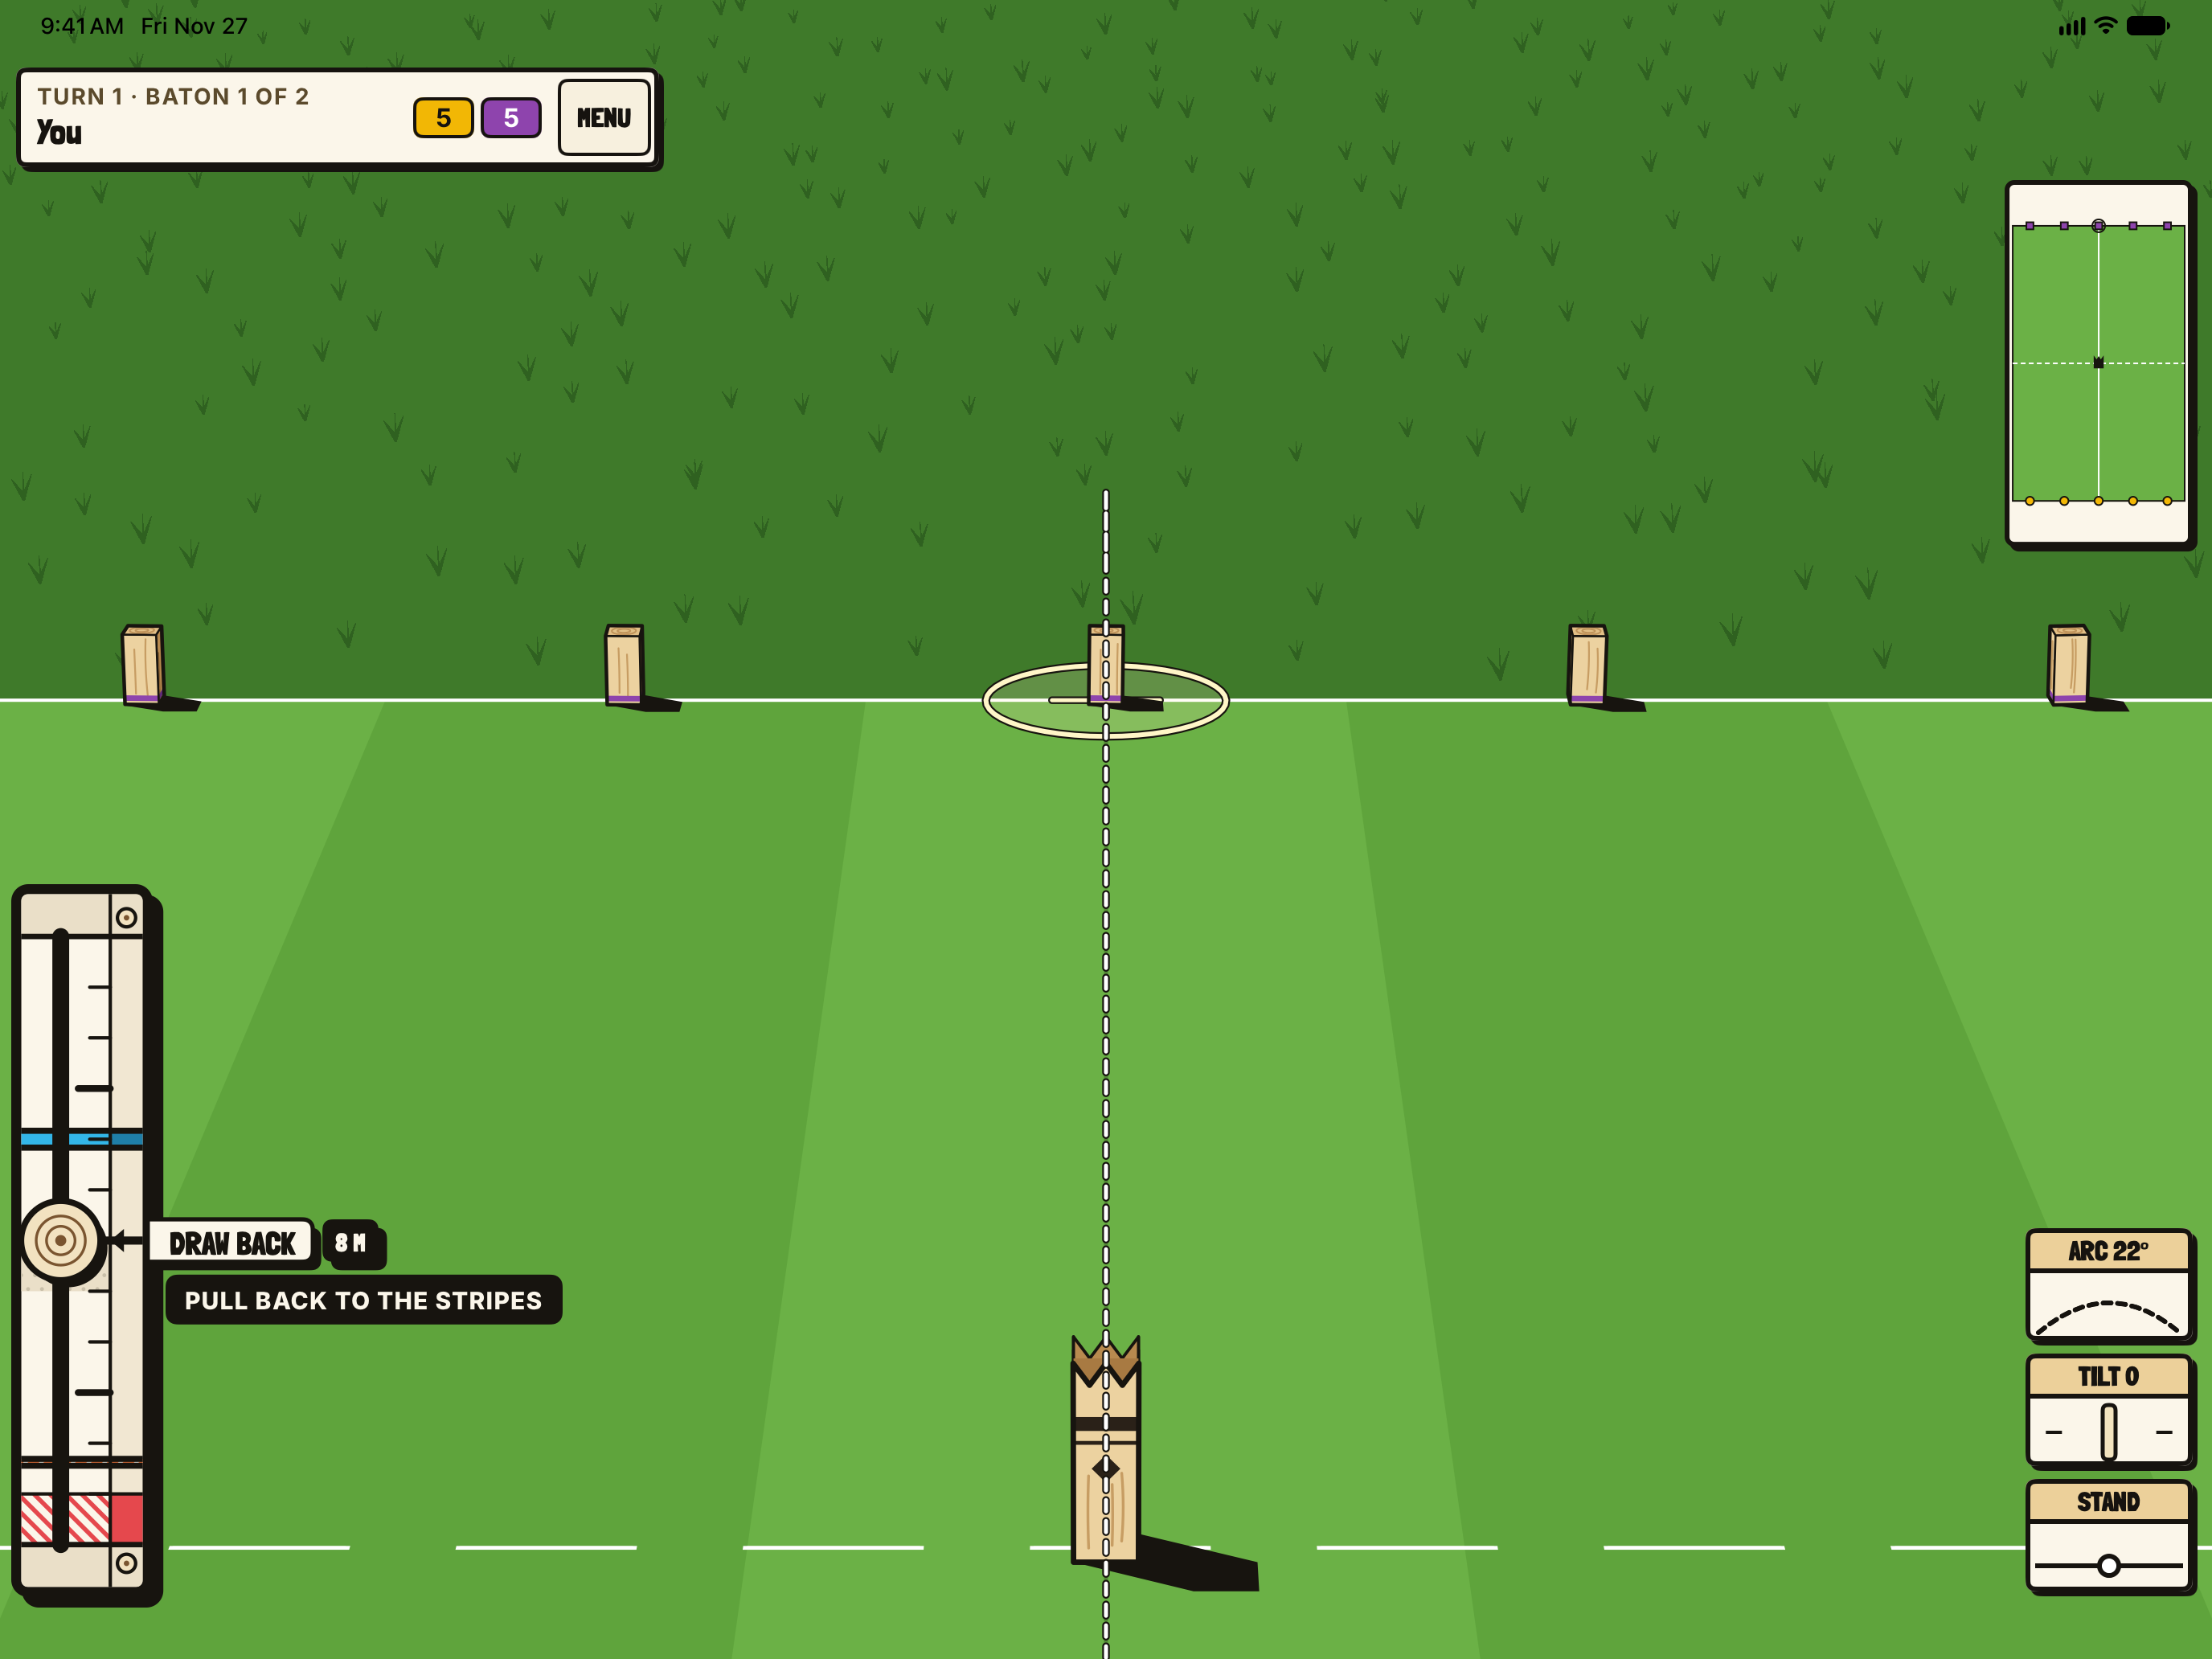 9:41 AM Fri Nov 27
TURN 1 · BATON 1 OF 2
You
5 5
MENU
DRAW BACK 8 M
PULL BACK TO THE STRIPES
ARC 22°
TILT 0
STAND